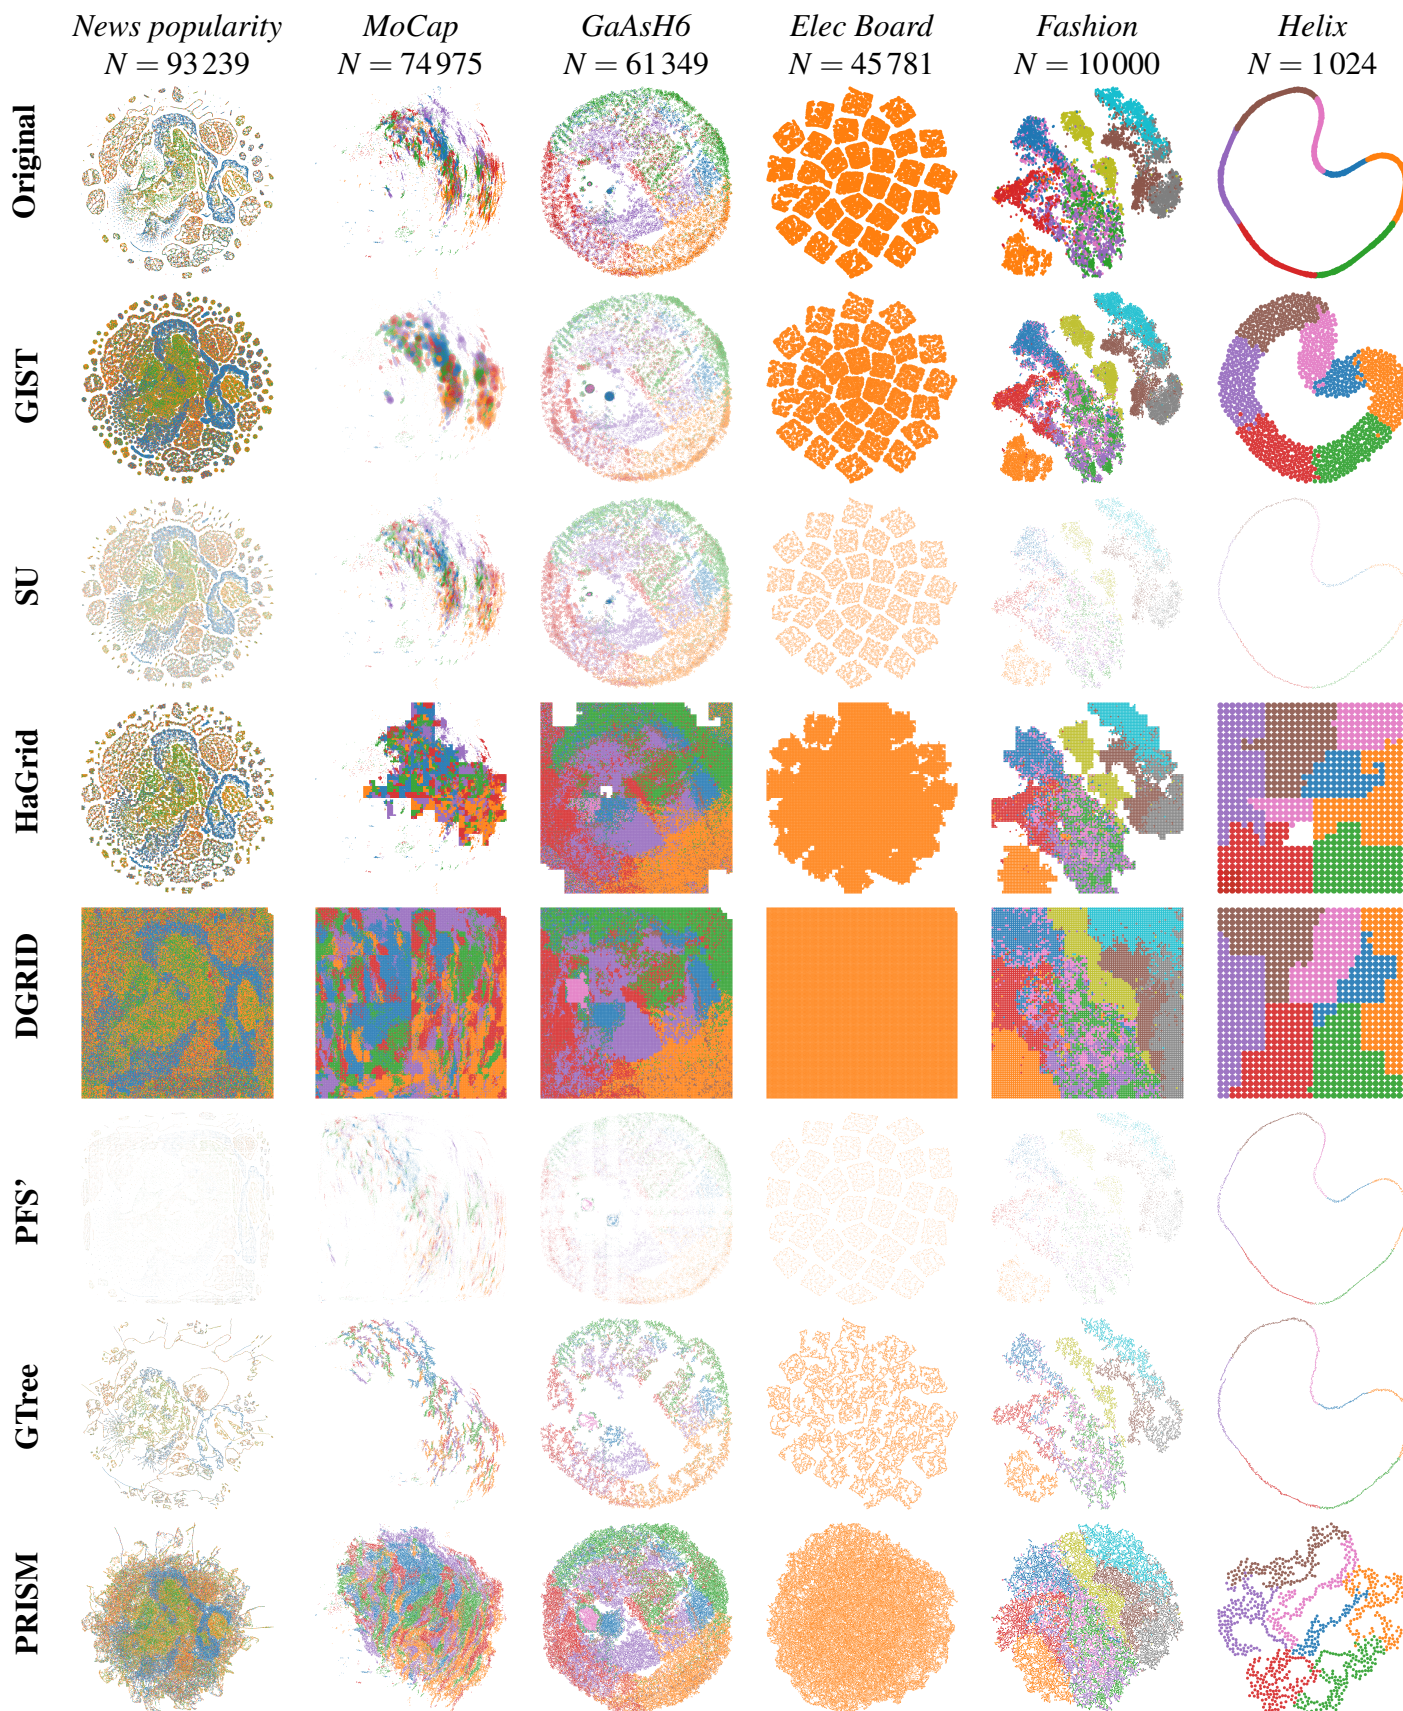 News popularity MoCap GaAsH6 Elec Board Fashion Helix
N = 93 239 N = 74 975 N = 61 349 N = 45 781 N = 10 000 N = 1 024
Original
GIST
SU
HaGrid
DGRID
PFS'
GTree
PRISM